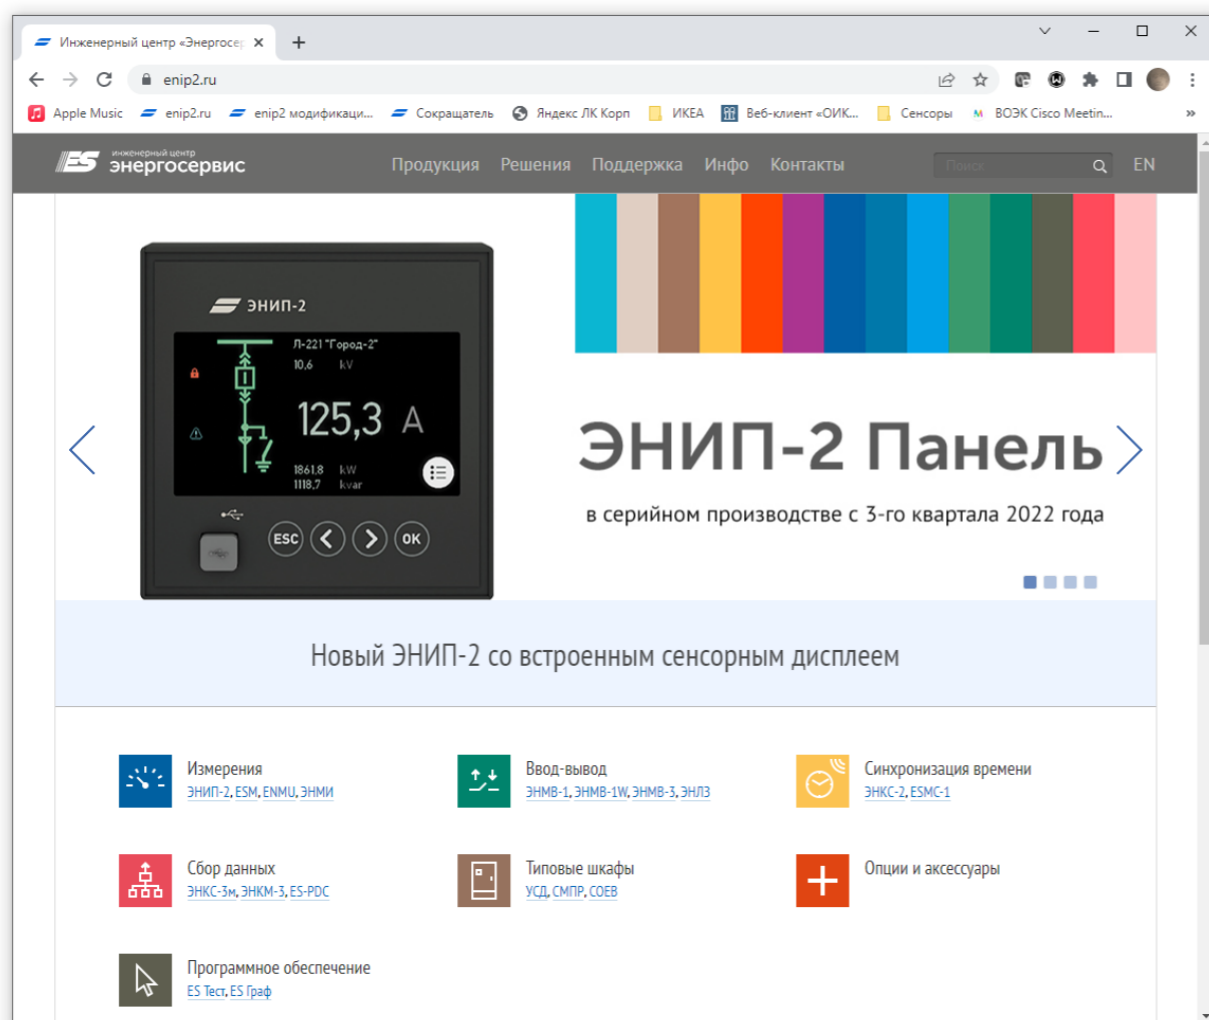 Инженерный центр «Энергосер
enip2.ru
Apple Music
enip2.ru
enip2 модификаци...
Сокращатель
Яндекс ЛК Корп
ИКЕА
Веб-клиент «ОИК...
Сенсоры
ВОЭК Cisco Meetin...
ES инженерный центр
энергосервис
Продукция Решения Поддержка Инфо Контакты
Поиск
EN
ЭНИП-2
Л-221 "Город-2"
10,6 kV
125,3 A
1861,8 kW
1118,7 kvar
ESC
OK
ЭНИП-2 Панель
в серийном производстве с 3-го квартала 2022 года
Новый ЭНИП-2 со встроенным сенсорным дисплеем
Измерения
ЭНИП-2, ESM, ENMU, ЭНМИ
Ввод-вывод
ЭНМВ-1, ЭНМВ-1W, ЭНМВ-3, ЭНЛЗ
Синхронизация времени
ЭНКС-2, ESMC-1
Сбор данных
ЭНКС-3м, ЭНКМ-3, ES-PDC
Типовые шкафы
УСД, СМПР, СОЕВ
Опции и аксессуары
Программное обеспечение
ES Тест, ES Граф